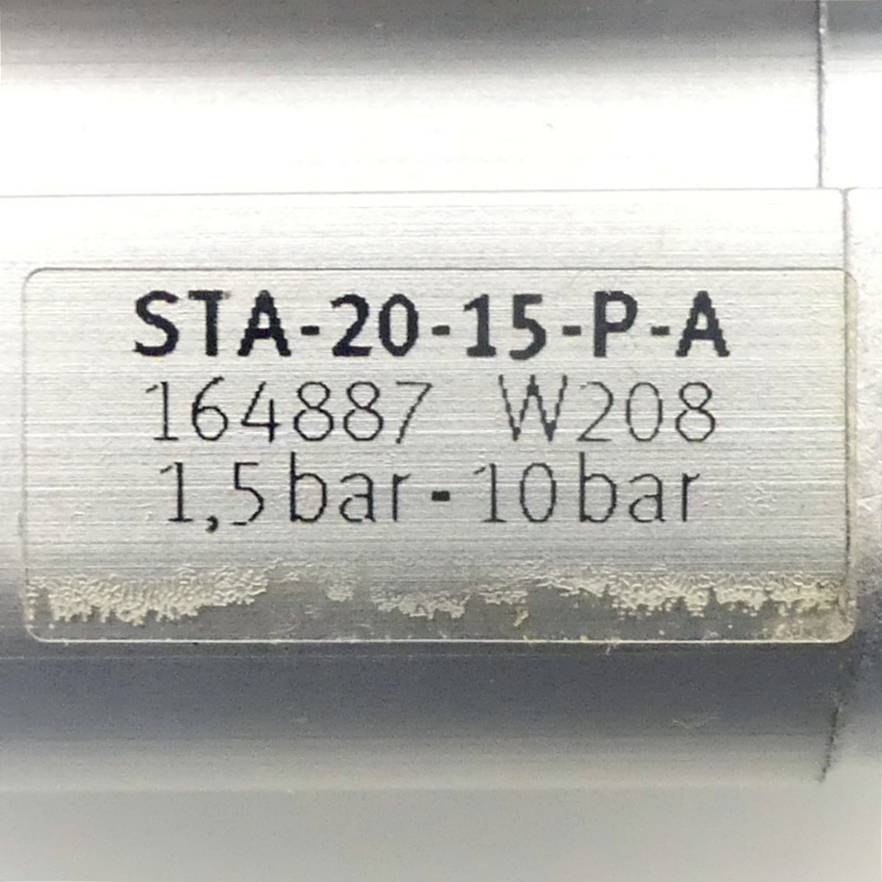 STA-20-15-P-A
164887 W208
1,5 bar - 10 bar